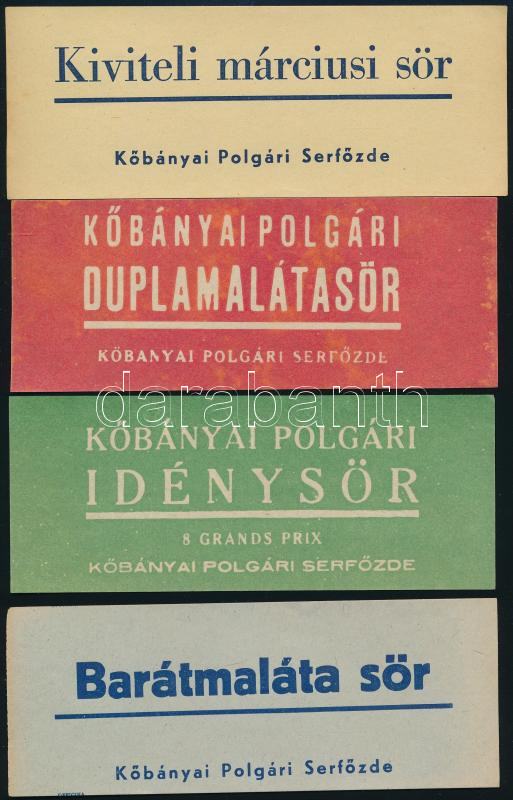 Kiviteli márciusi sör
Kőbányai Polgári Serfőzde
KŐBÁNYAI POLGÁRI
DUPLAMALÁTASÖR
KŐBANYAI POLGÁRI SERFŐZDE
darabanth
KŐBÁNYAI POLGÁRI
IDÉNYSÖR
8 GRANDS PRIX
KŐBÁNYAI POLGÁRI SERFŐZDE
Barátmaláta sör
Kőbányai Polgári Serfőzde